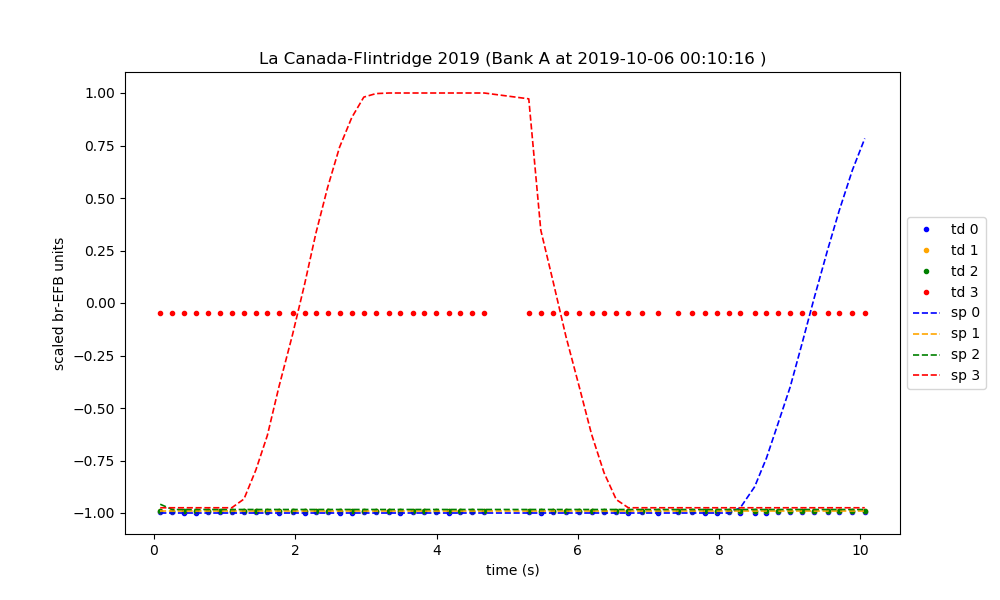 La Canada-Flintridge 2019 (Bank A at 2019-10-06 00:10:16 )
scaled br-EFB units
1.00
0.75
0.50
0.25
0.00
−0.25
−0.50
−0.75
−1.00
0 2 4 6 8 10
time (s)
td 0
td 1
td 2
td 3
sp 0
sp 1
sp 2
sp 3